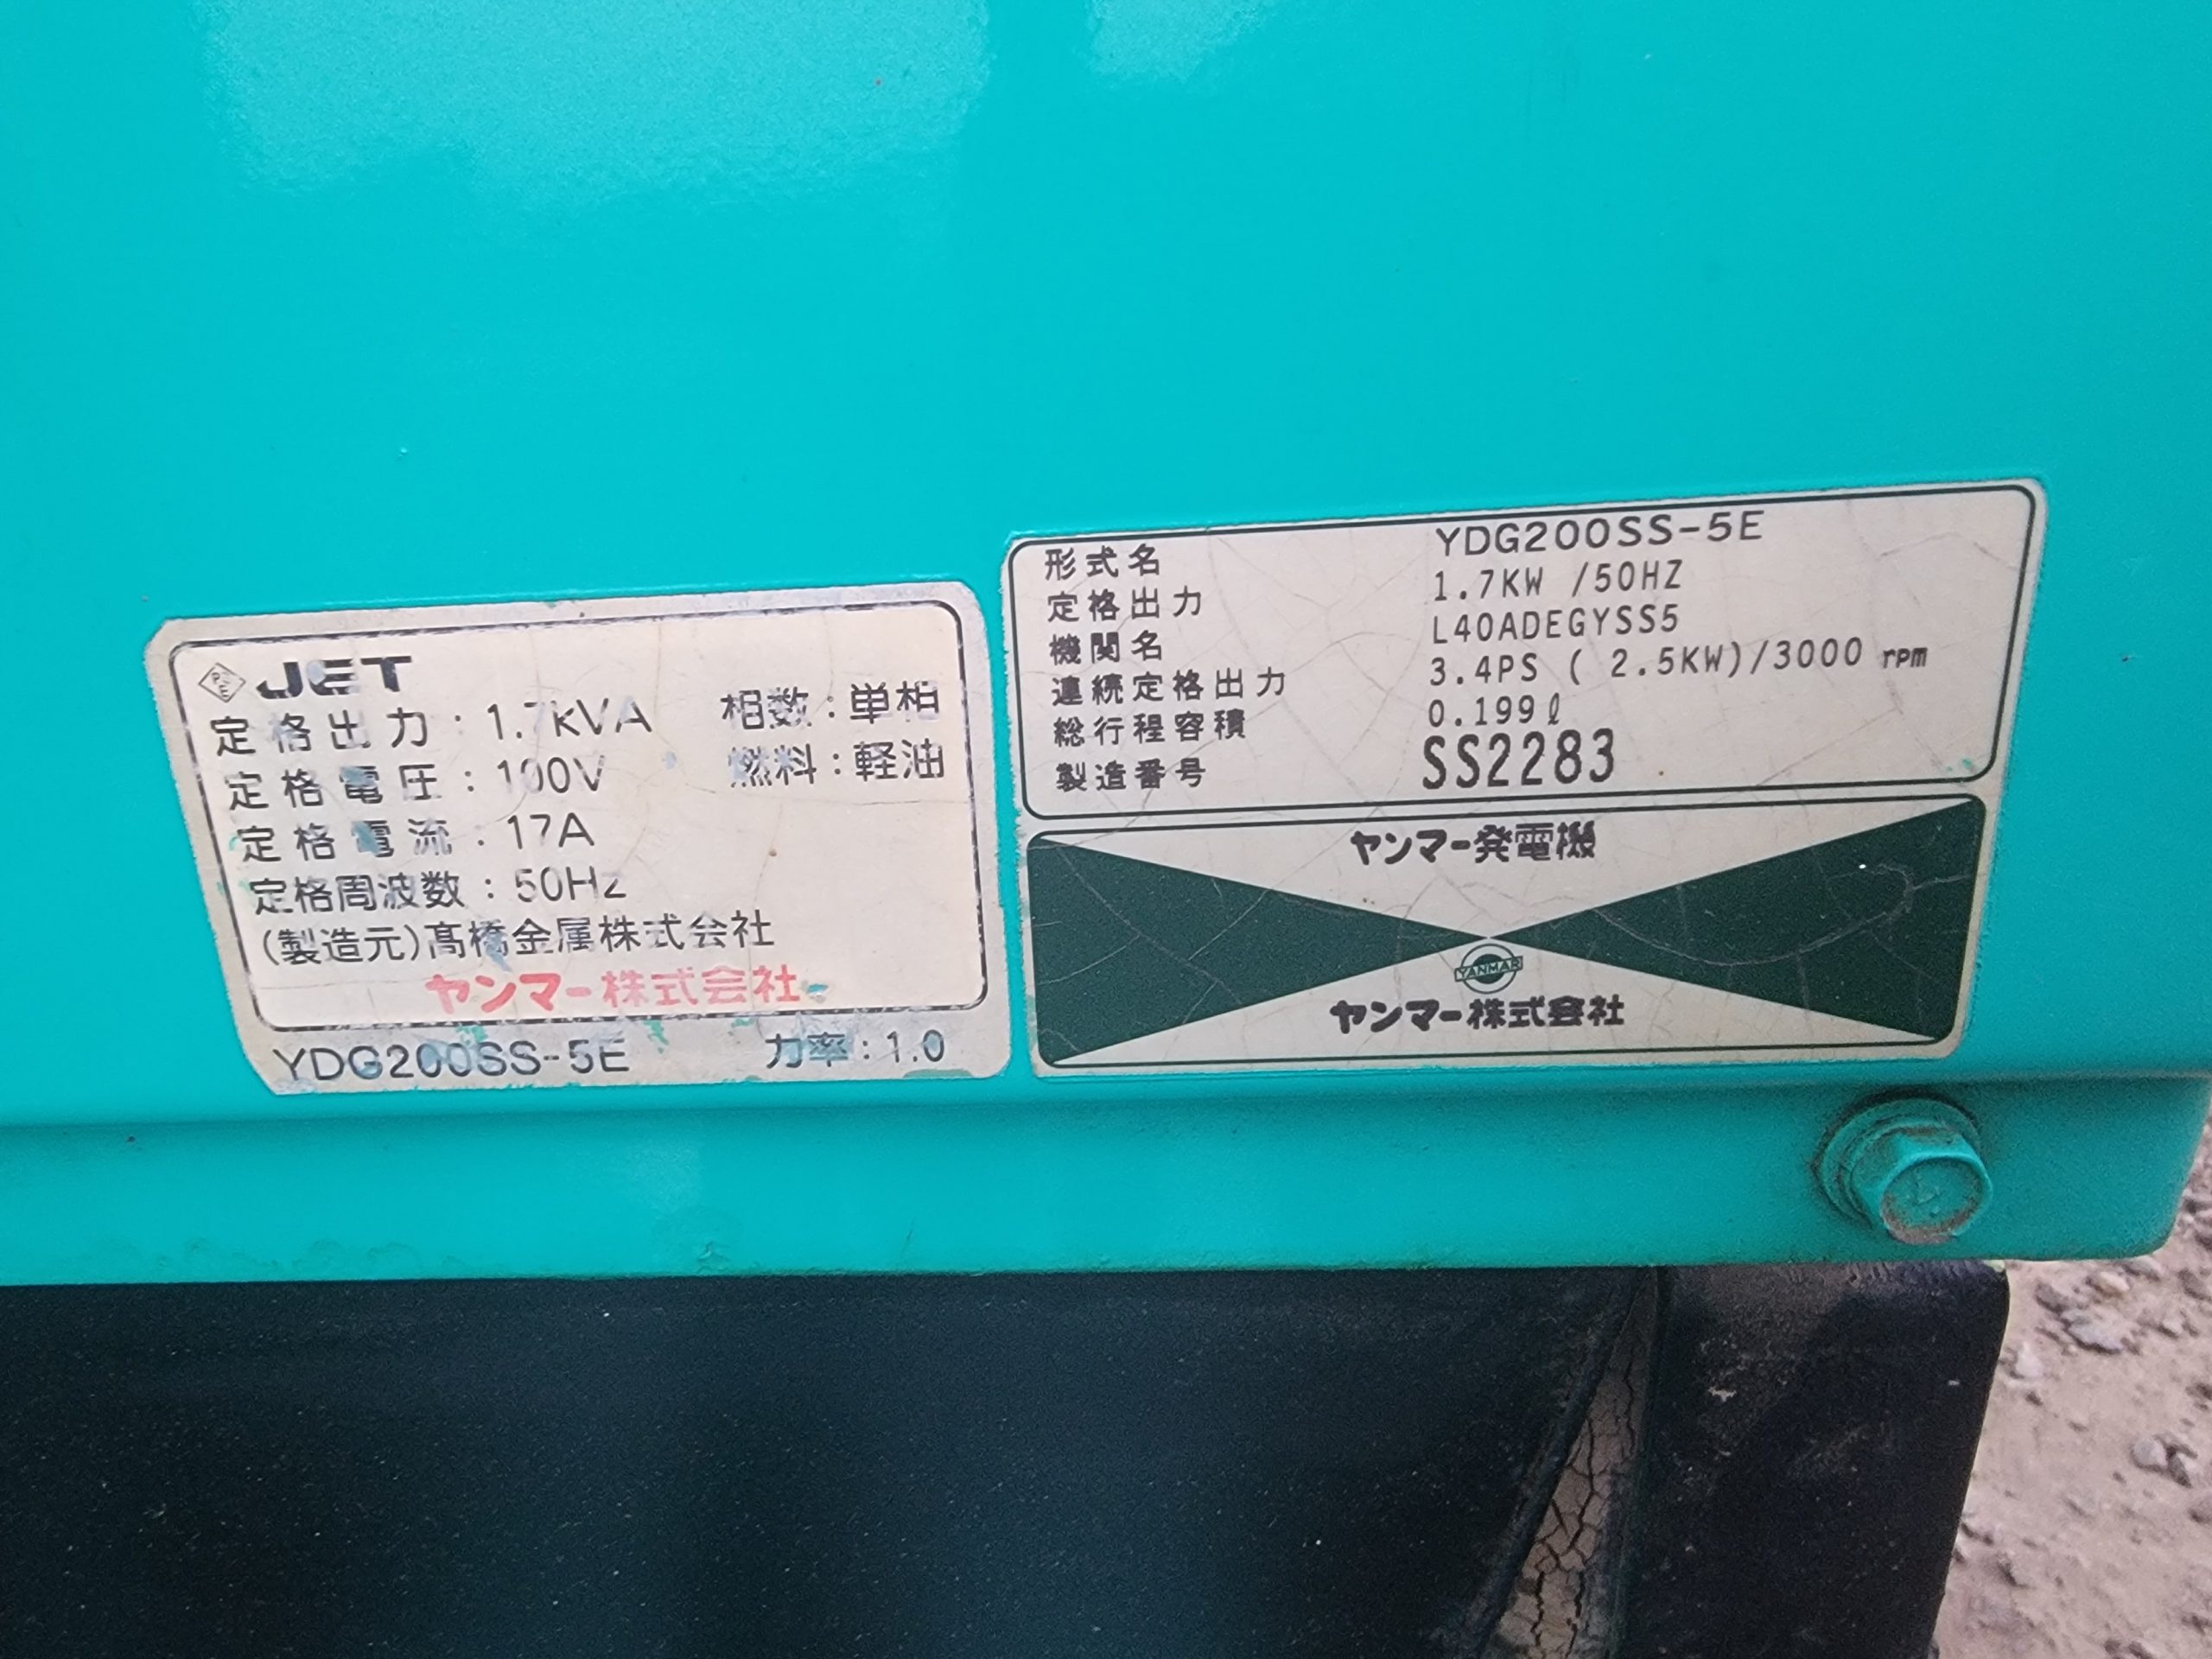 PS
E
JET
定格出力：1.7kVA 相数：単相
定格電圧：100V 燃料：軽油
定格電流：17A
定格周波数：50Hz
(製造元)髙橋金属株式会社
ヤンマー株式会社
YDG200SS-5E 力率：1.0
形式名 YDG200SS-5E
定格出力 1.7KW /50HZ
機関名 L40ADEGYSS5
連続定格出力 3.4PS ( 2.5KW)/3000 rpm
総行程容積 0.199ℓ
製造番号 SS2283
ヤンマー発電機
YANMAR
ヤンマー株式会社
4